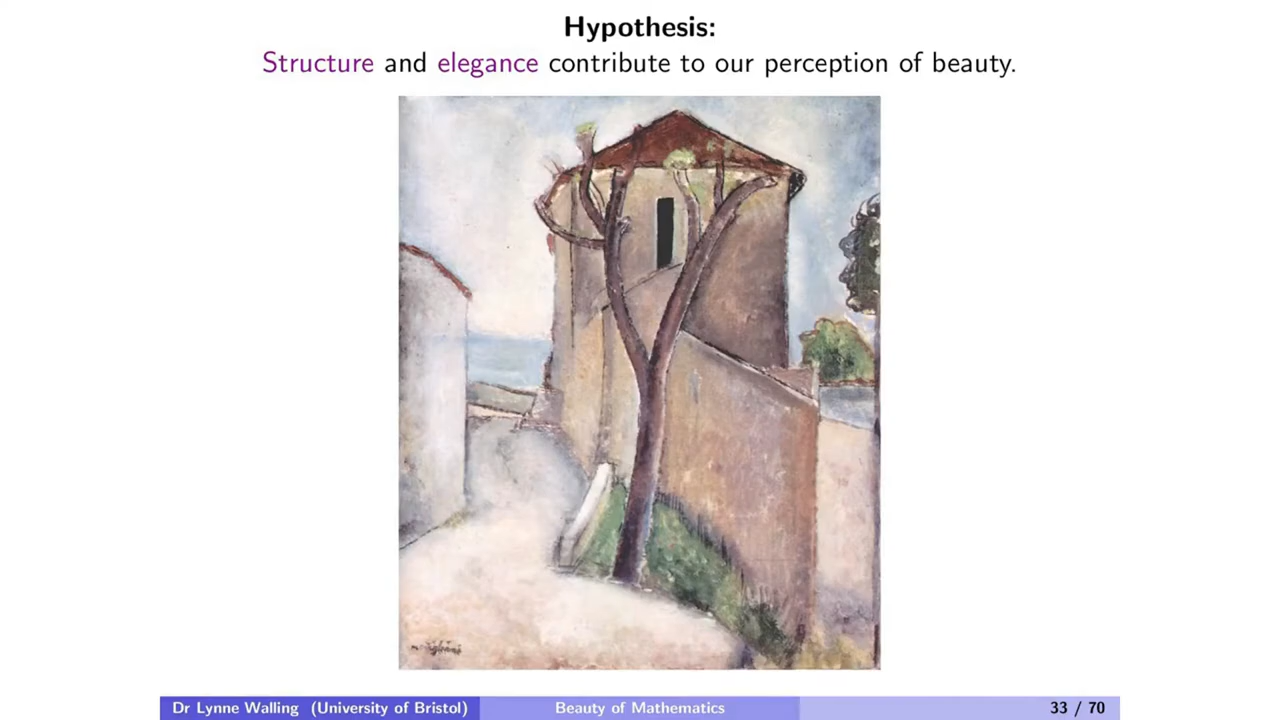 Hypothesis:
Structure and elegance contribute to our perception of beauty.
Dr Lynne Walling (University of Bristol)
Beauty of Mathematics
33 / 70